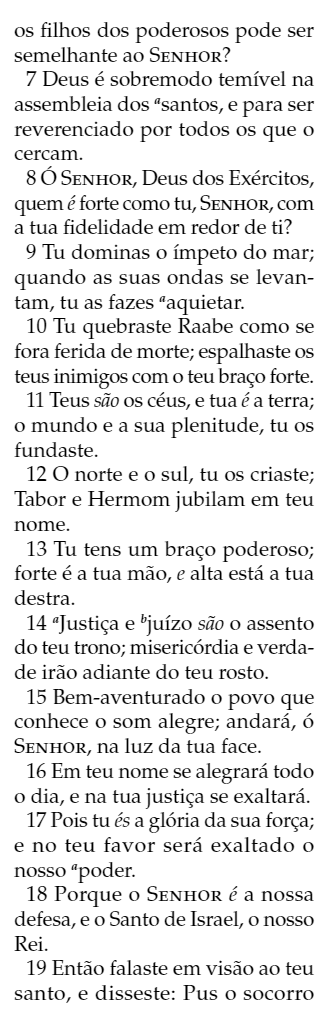 os filhos dos poderosos pode ser
semelhante ao SENHOR?
7 Deus é sobremodo temível na
assembleia dos ᵃsantos, e para ser
reverenciado por todos os que o
cercam.
8 Ó SENHOR, Deus dos Exércitos,
quem é forte como tu, SENHOR, com
a tua fidelidade em redor de ti?
9 Tu dominas o ímpeto do mar;
quando as suas ondas se levan-
tam, tu as fazes ᵃaquietar.
10 Tu quebraste Raabe como se
fora ferida de morte; espalhaste os
teus inimigos com o teu braço forte.
11 Teus são os céus, e tua é a terra;
o mundo e a sua plenitude, tu os
fundaste.
12 O norte e o sul, tu os criaste;
Tabor e Hermom jubilam em teu
nome.
13 Tu tens um braço poderoso;
forte é a tua mão, e alta está a tua
destra.
14 ᵃJustiça e ᵇjuízo são o assento
do teu trono; misericórdia e verda-
de irão adiante do teu rosto.
15 Bem-aventurado o povo que
conhece o som alegre; andará, ó
SENHOR, na luz da tua face.
16 Em teu nome se alegrará todo
o dia, e na tua justiça se exaltará.
17 Pois tu és a glória da sua força;
e no teu favor será exaltado o
nosso ᵃpoder.
18 Porque o SENHOR é a nossa
defesa, e o Santo de Israel, o nosso
Rei.
19 Então falaste em visão ao teu
santo, e disseste: Pus o socorro